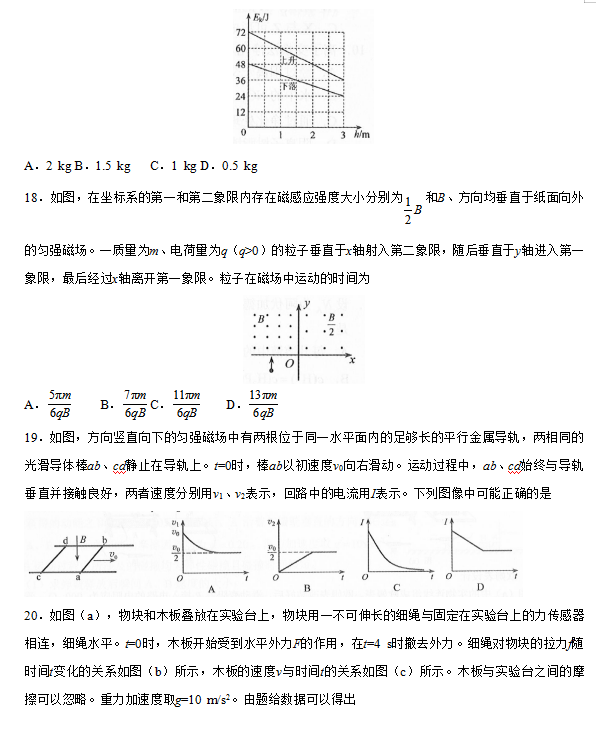 Eₖ/J
72
60
48
36
24
12
0
1
2
3
h/m
上升
下落
A．2 kg B．1.5 kg C．1 kg D．0.5 kg
18．如图，在坐标系的第一和第二象限内存在磁感应强度大小分别为 1/2 B 和B、方向均垂直于纸面向外
的匀强磁场。一质量为m、电荷量为q（q>0）的粒子垂直于x轴射入第二象限，随后垂直于y轴进入第一
象限，最后经过x轴离开第一象限。粒子在磁场中运动的时间为
y
B
B/2
O
x
A．5πm/6qB B．7πm/6qB C．11πm/6qB D．13πm/6qB
19．如图，方向竖直向下的匀强磁场中有两根位于同一水平面内的足够长的平行金属导轨，两相同的
光滑导体棒ab、cd静止在导轨上。t=0时，棒ab以初速度v₀向右滑动。运动过程中，ab、cd始终与导轨
垂直并接触良好，两者速度分别用v₁、v₂表示，回路中的电流用I表示。下列图像中可能正确的是
d B b
v₀
c a
v₁
v₀
v₀/2
O t
A
v₂
v₀/2
O t
B
I
O t
C
I
O t
D
20．如图（a），物块和木板叠放在实验台上，物块用一不可伸长的细绳与固定在实验台上的力传感器
相连，细绳水平。t=0时，木板开始受到水平外力F的作用，在t=4 s时撤去外力。细绳对物块的拉力f随
时间t变化的关系如图（b）所示，木板的速度v与时间t的关系如图（c）所示。木板与实验台之间的摩
擦可以忽略。重力加速度取g=10 m/s²。由题给数据可以得出